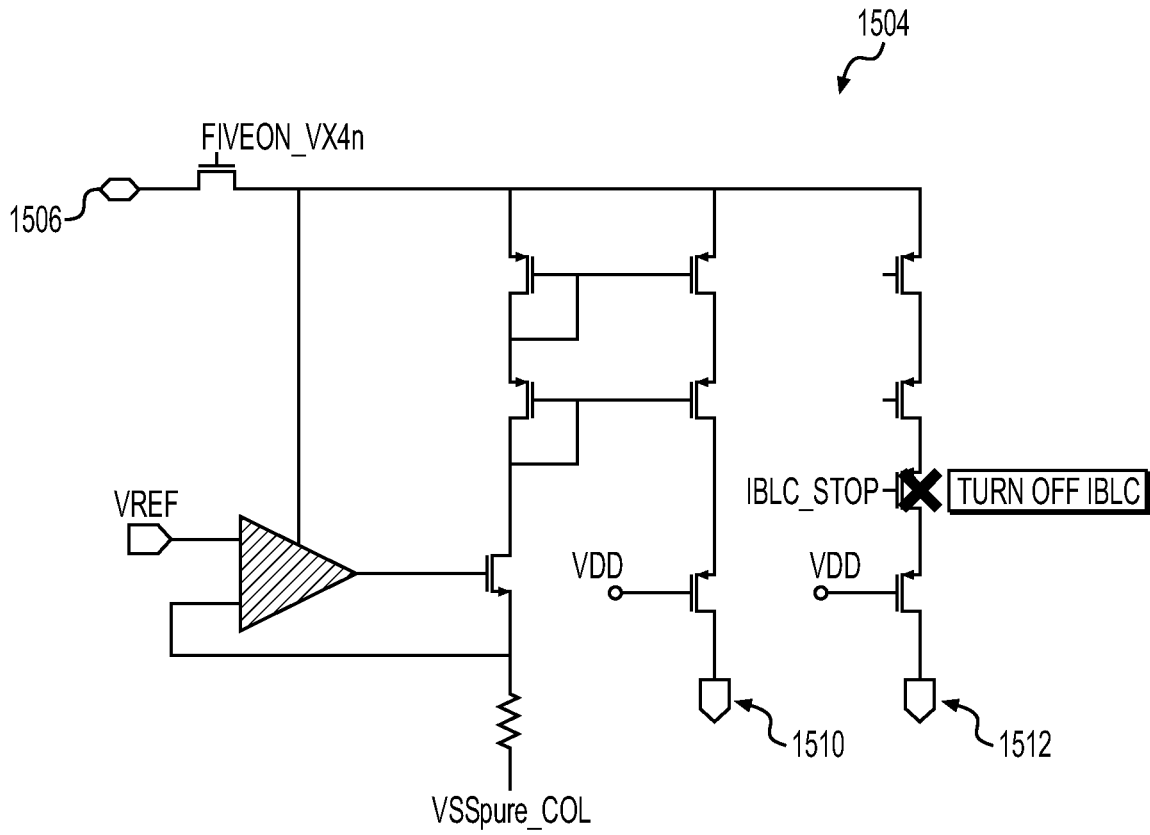 1504
FIVEON_VX4n
1506
IBLC_STOP
TURN OFF IBLC
VREF
VDD
VDD
1510
1512
VSSpure_COL